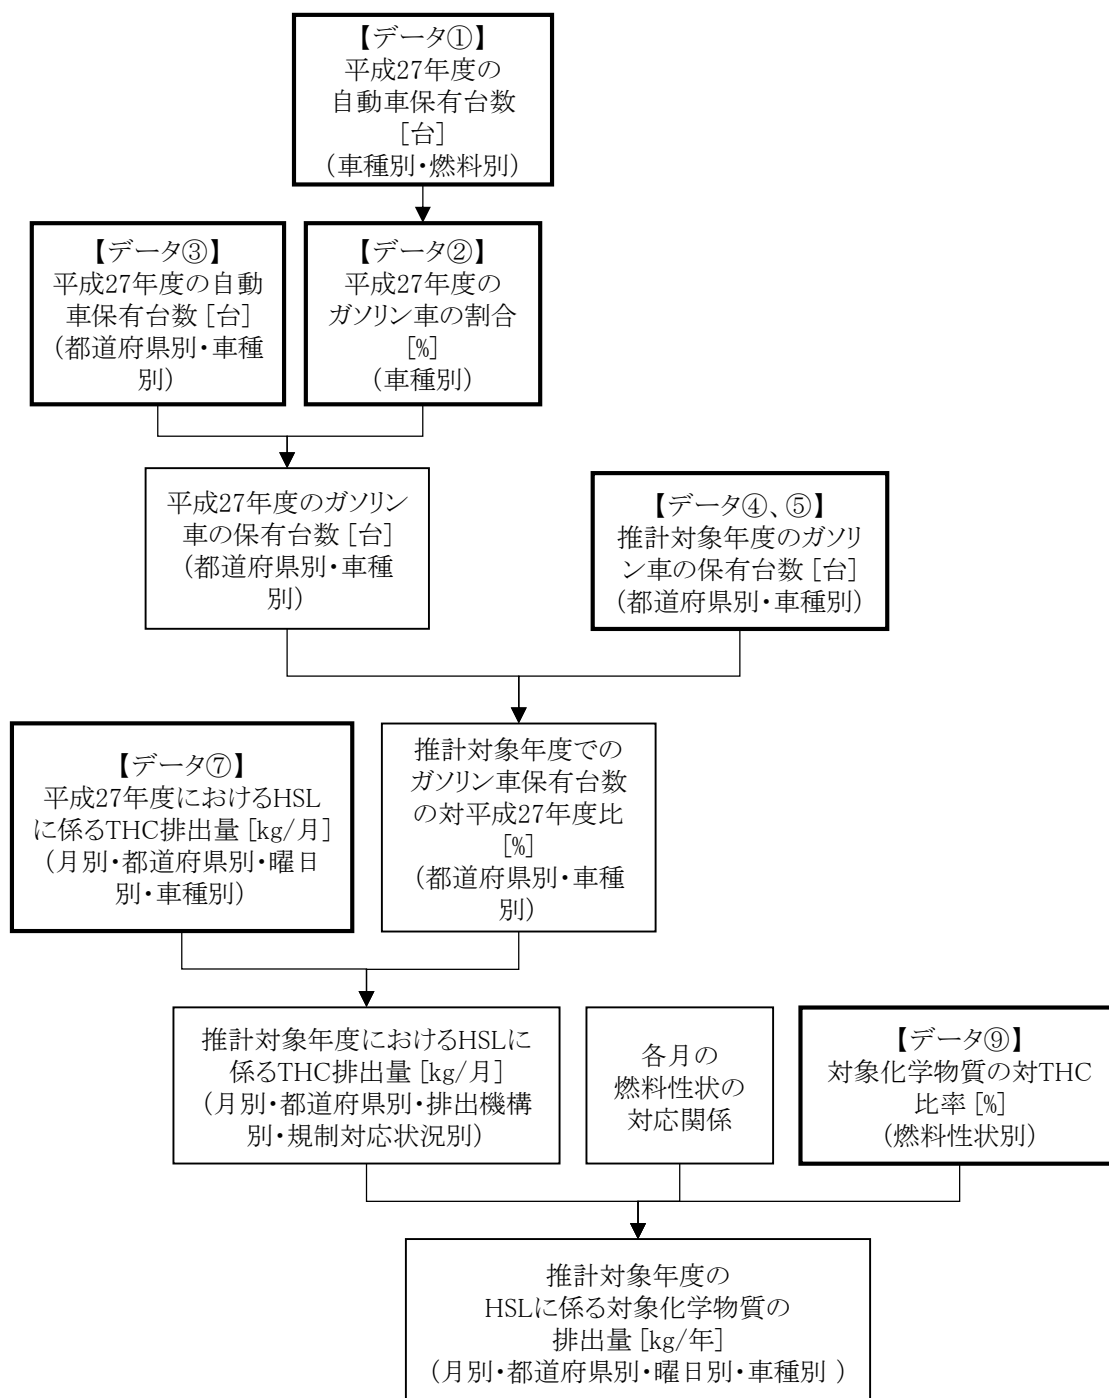 【データ①】
平成27年度の
自動車保有台数
[台]
（車種別・燃料別）
【データ③】
平成27年度の自動
車保有台数［台］
（都道府県別・車種
別）
【データ②】
平成27年度の
ガソリン車の割合
[%]
（車種別）
平成27年度のガソリン
車の保有台数［台］
（都道府県別・車種
別）
【データ④、⑤】
推計対象年度のガソリ
ン車の保有台数［台］
（都道府県別・車種別）
【データ⑦】
平成27年度におけるHSL
に係るTHC排出量［kg/月］
（月別・都道府県別・曜日
別・車種別）
推計対象年度での
ガソリン車保有台数
の対平成27年度比
[%]
（都道府県別・車種
別）
推計対象年度におけるHSLに
係るTHC排出量［kg/月］
（月別・都道府県別・排出機構
別・規制対応状況別）
各月の
燃料性状の
対応関係
【データ⑨】
対象化学物質の対THC
比率［%］
（燃料性状別）
推計対象年度の
HSLに係る対象化学物質の
排出量［kg/年］
（月別・都道府県別・曜日別・車種別 ）